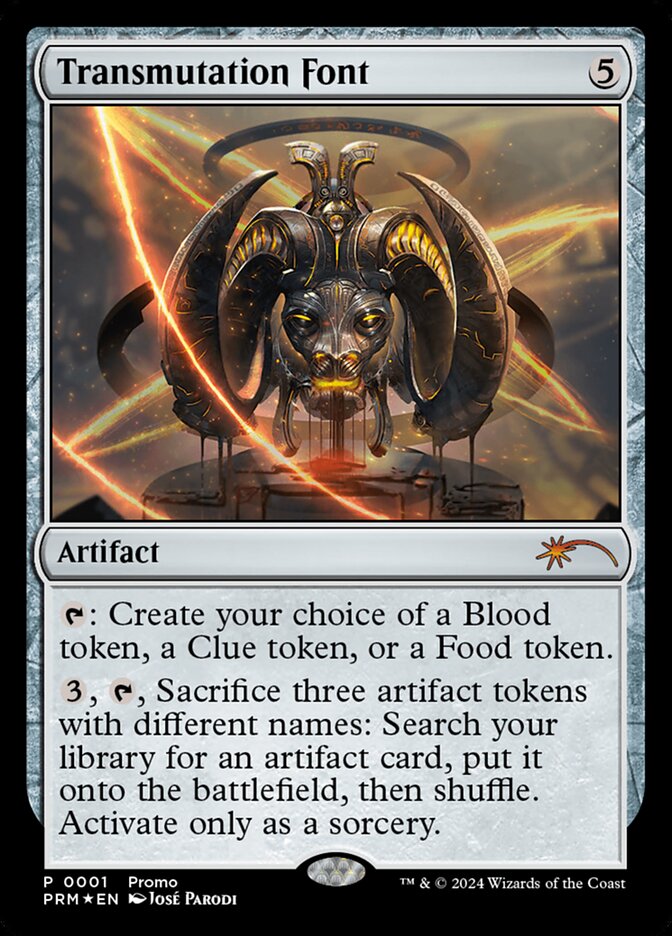 Transmutation Font 5
Artifact
: Create your choice of a Blood
token, a Clue token, or a Food token.
3, , Sacrifice three artifact tokens
with different names: Search your
library for an artifact card, put it
onto the battlefield, then shuffle.
Activate only as a sorcery.
P 0001 Promo
PRM★EN José Parodi
™ & © 2024 Wizards of the Coast